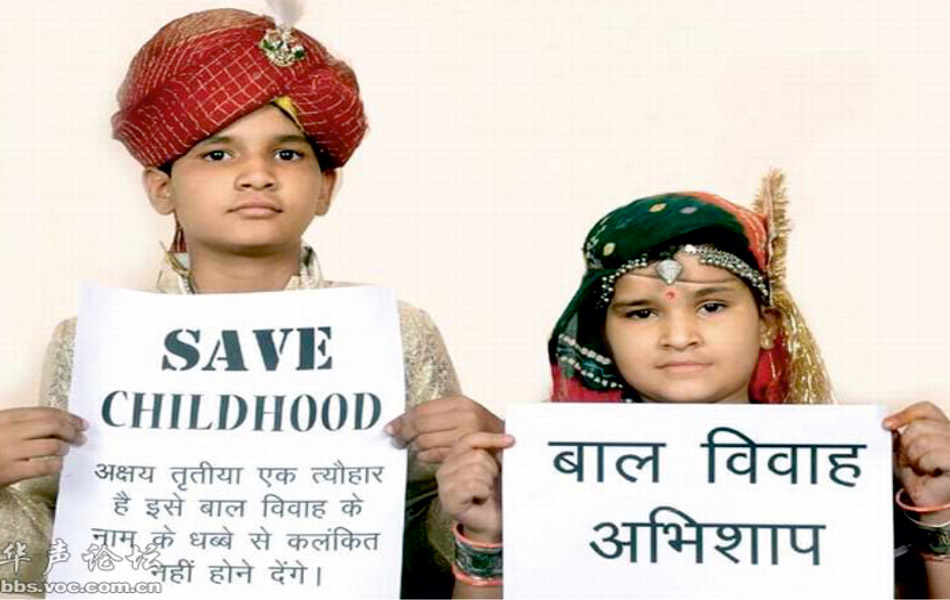 SAVE
CHILDHOOD
अक्षय तृतीया एक त्यौहार
है इसे बाल विवाह के
नाम के धब्बे से कलंकित
नहीं होने देंगे।
बाल विवाह
अभिशाप
华声论坛
bbs.voc.com.cn